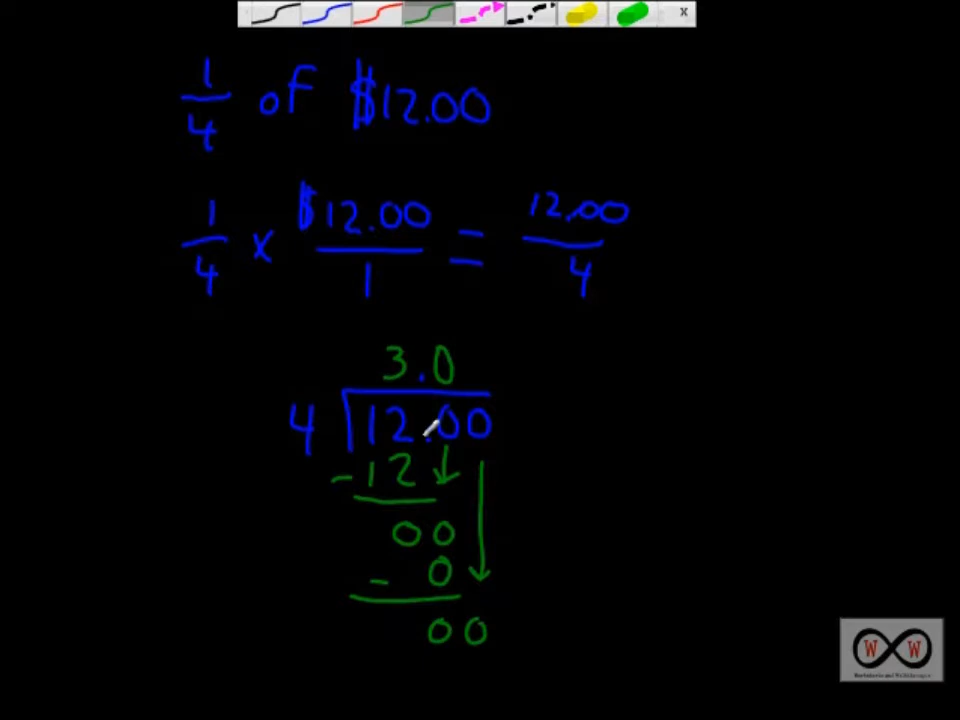 x
1/4 of $12.00
1/4 x $12.00/1 = 12.00/4
3.0
4 12.00
-12
00
- 0
00
W W